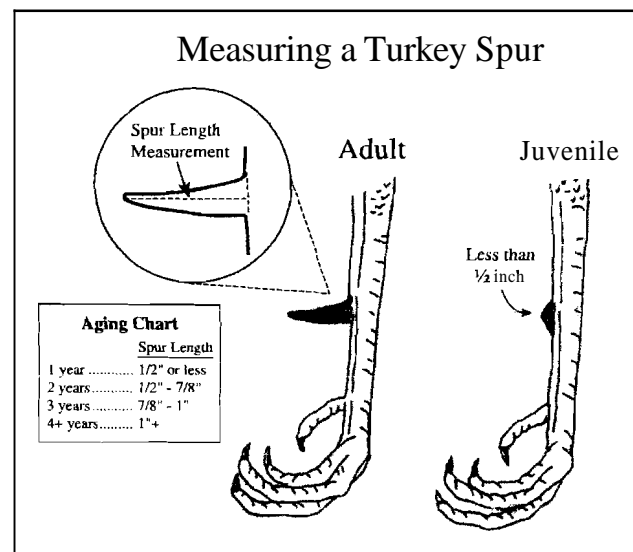 Measuring a Turkey Spur
Spur Length
Measurement
Adult
Juvenile
Less than
½ inch
Aging Chart
Spur Length
1 year ........... 1/2" or less
2 years .......... 1/2" - 7/8"
3 years .......... 7/8" - 1"
4+ years......... 1"+